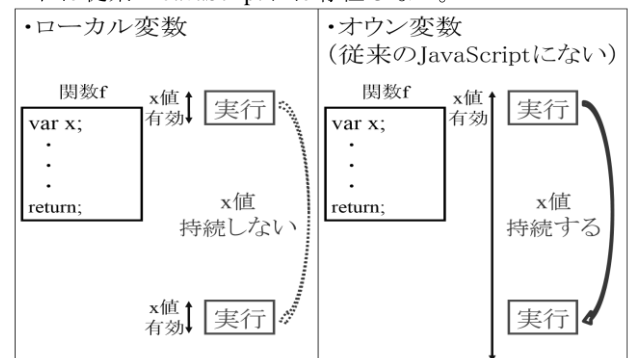 ・ローカル変数
関数f
x値
有効
実行
var x;
・
・
・
return;
x値
持続しない
x値
有効
実行
・オウン変数
(従来のJavaScriptにない)
関数f
x値
有効
実行
var x;
・
・
・
return;
x値
持続する
実行